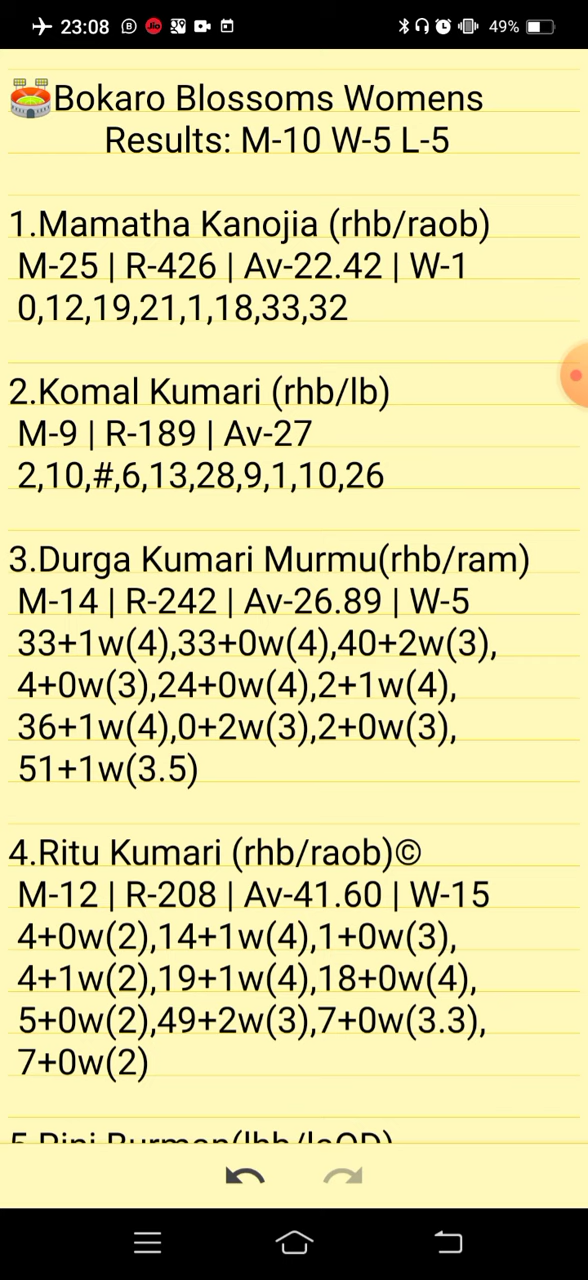 23:08
Jio
49%
Bokaro Blossoms Womens
Results: M-10 W-5 L-5
1.Mamatha Kanojia (rhb/raob)
M-25 | R-426 | Av-22.42 | W-1
0,12,19,21,1,18,33,32
2.Komal Kumari (rhb/lb)
M-9 | R-189 | Av-27
2,10,#,6,13,28,9,1,10,26
3.Durga Kumari Murmu(rhb/ram)
M-14 | R-242 | Av-26.89 | W-5
33+1w(4),33+0w(4),40+2w(3),
4+0w(3),24+0w(4),2+1w(4),
36+1w(4),0+2w(3),2+0w(3),
51+1w(3.5)
4.Ritu Kumari (rhb/raob)©
M-12 | R-208 | Av-41.60 | W-15
4+0w(2),14+1w(4),1+0w(3),
4+1w(2),19+1w(4),18+0w(4),
5+0w(2),49+2w(3),7+0w(3.3),
7+0w(2)